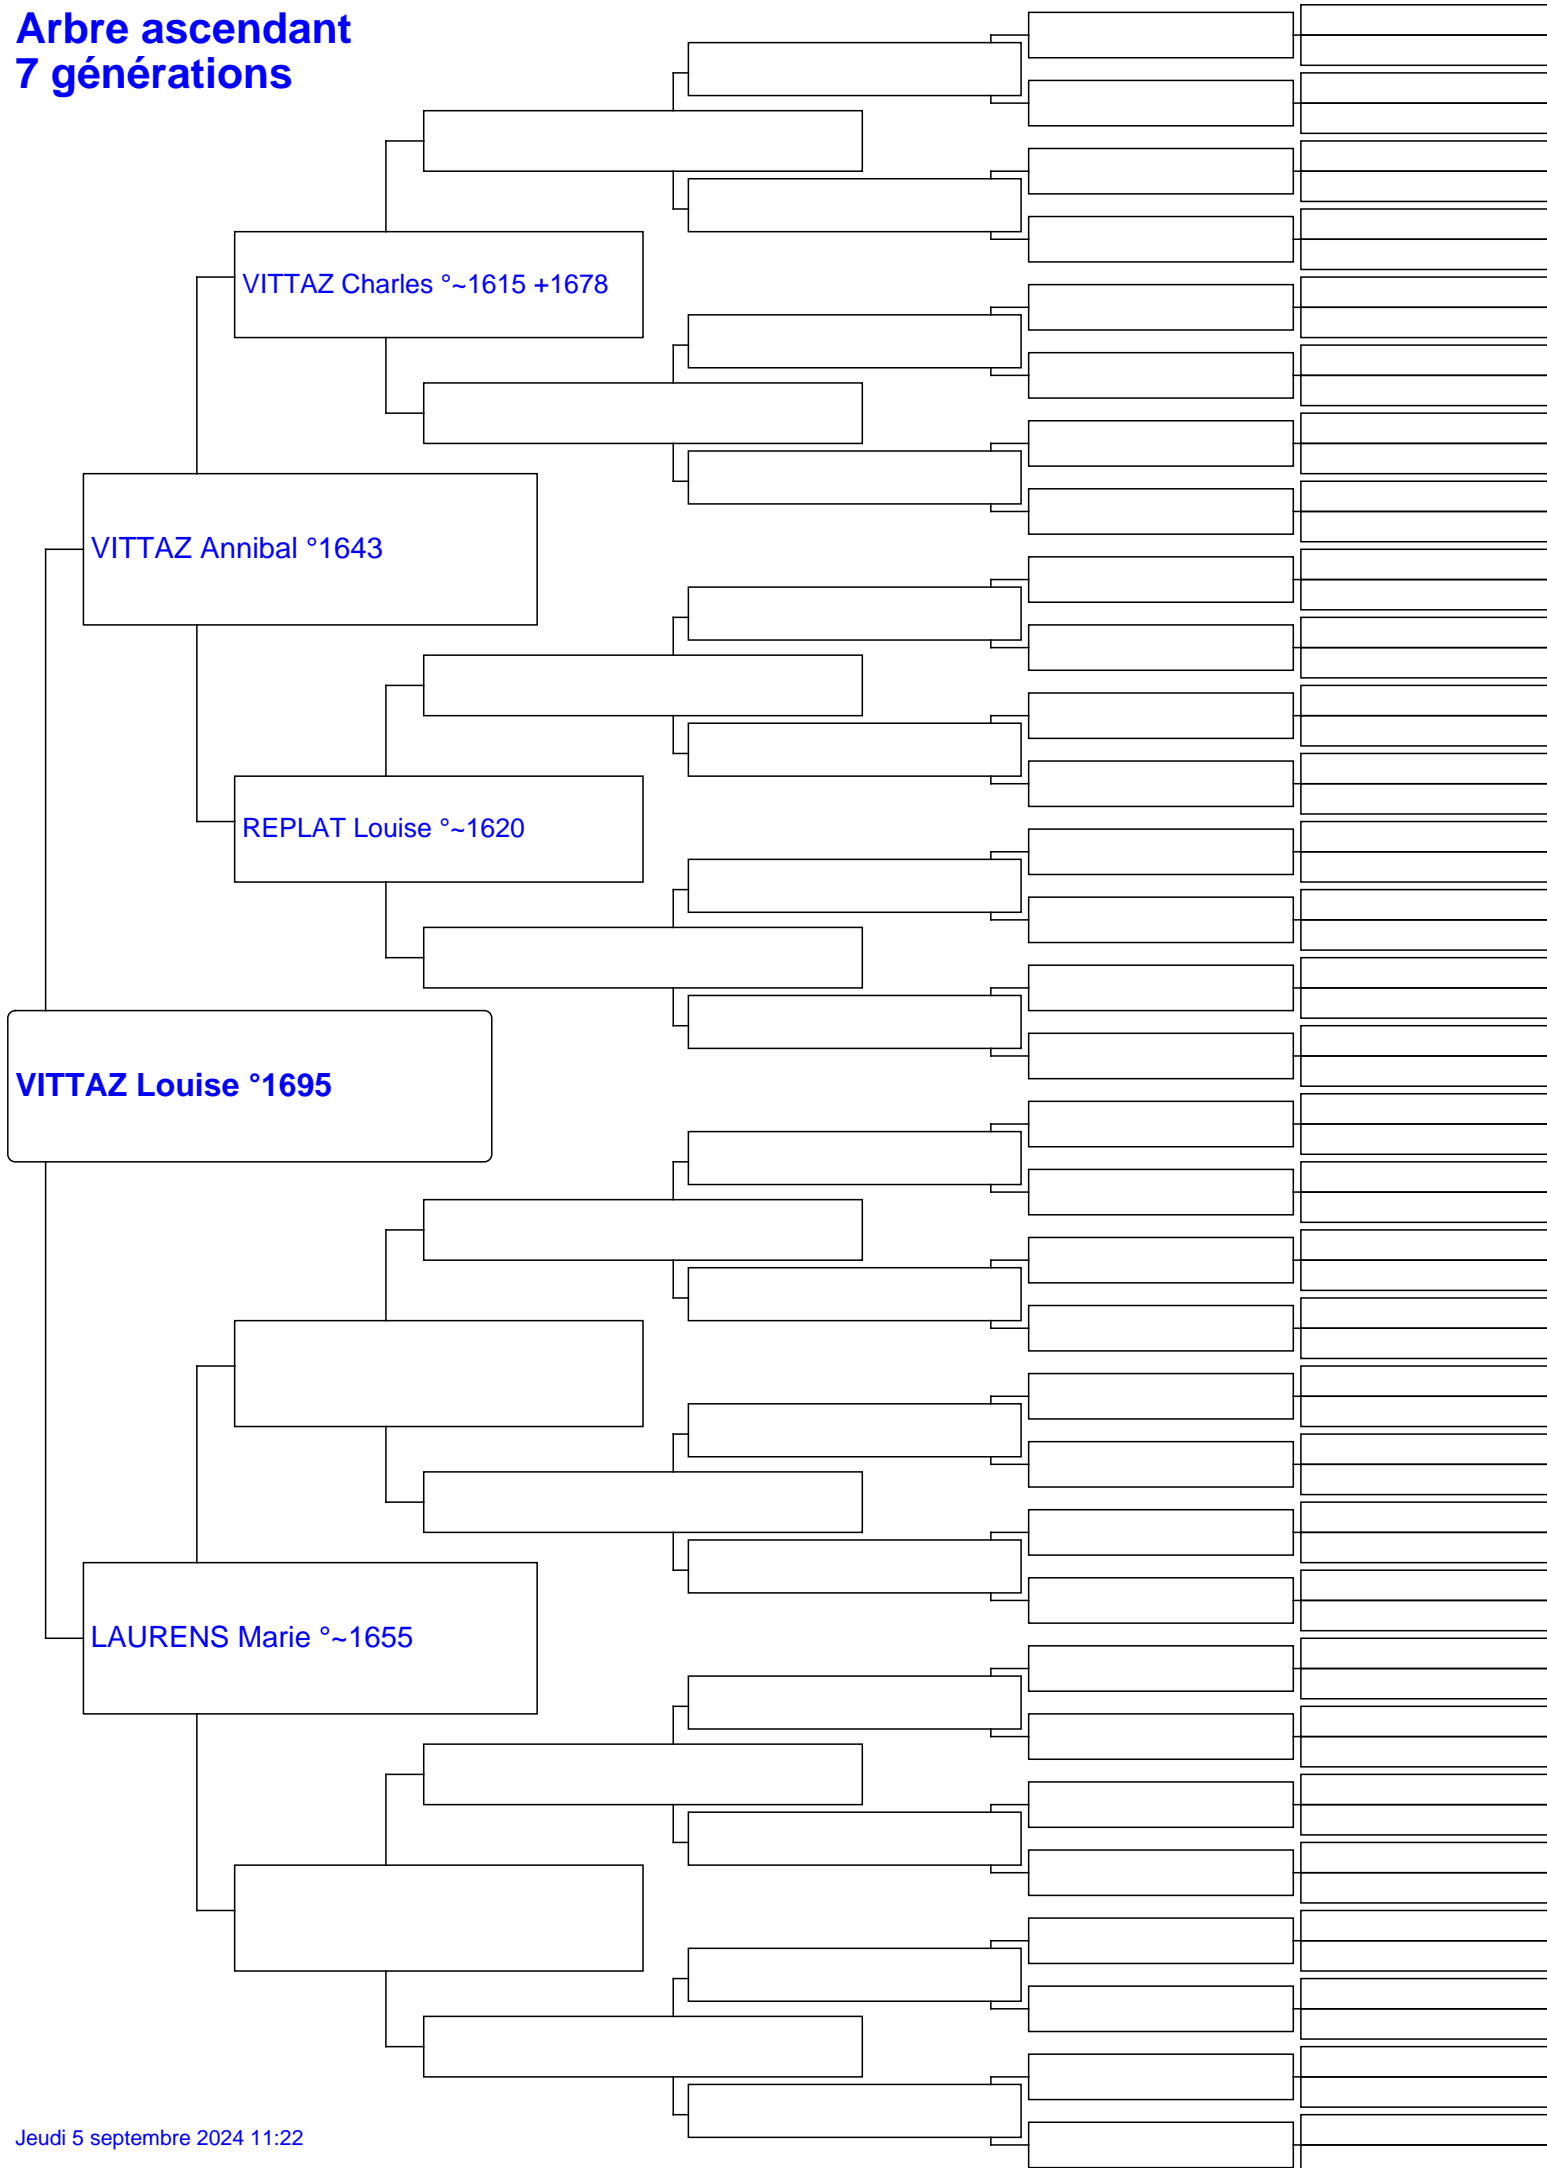 Arbre ascendant
7 générations
VITTAZ Charles °~1615 +1678
VITTAZ Annibal °1643
REPLAT Louise °~1620
VITTAZ Louise °1695
LAURENS Marie °~1655
Jeudi 5 septembre 2024 11:22